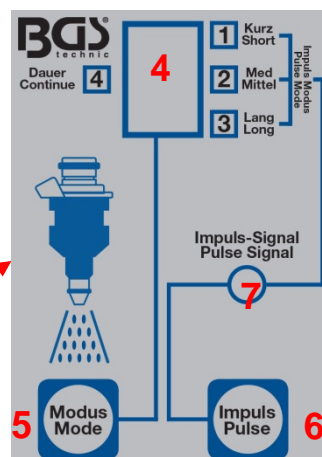 BGS
technic
Dauer
Continue
4
4
1
Kurz
Short
2
Med
Mittel
3
Lang
Long
Impuls Modus
Pulse Mode
Impuls-Signal
Pulse Signal
7
5
Modus
Mode
Impuls
Pulse
6